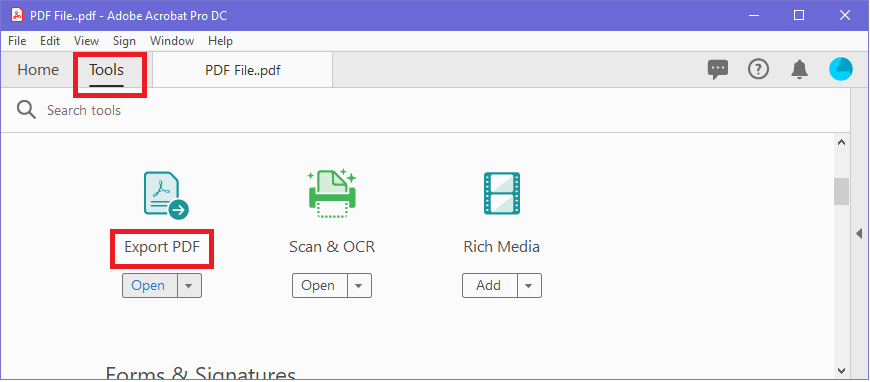 PDF File..pdf - Adobe Acrobat Pro DC
File Edit View Sign Window Help
Home Tools PDF File..pdf
Search tools
Export PDF Scan & OCR Rich Media
Open Open Add
Forms & Signatures